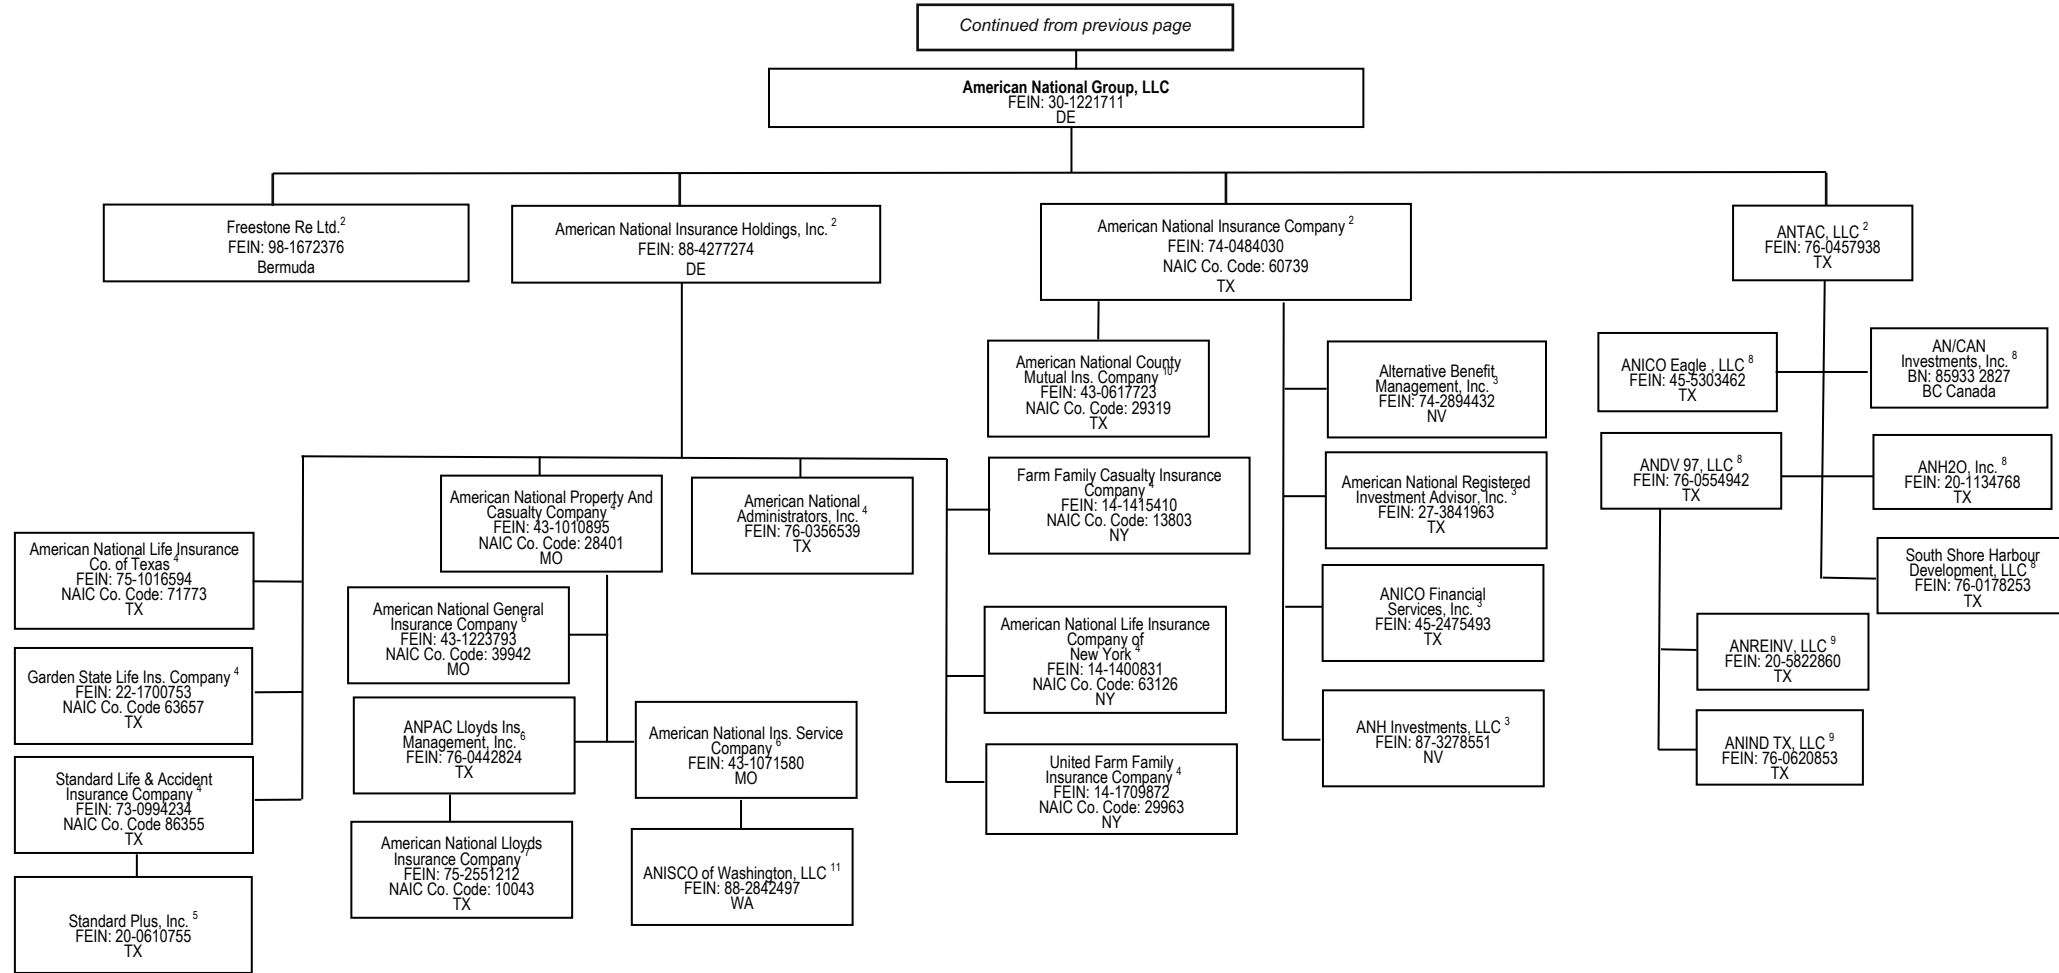 Continued from previous page
American National Group, LLC
FEIN: 30-1221711
DE
Freestone Re Ltd.2
FEIN: 98-1672376
Bermuda
American National Insurance Holdings, Inc. 2
FEIN: 88-4277274
DE
American National Insurance Company 2
FEIN: 74-0484030
NAIC Co. Code: 60739
TX
ANTAC, LLC 2
FEIN: 76-0457938
TX
American National County
Mutual Ins. Company 10
FEIN: 43-0617723
NAIC Co. Code: 29319
TX
Alternative Benefit
Management, Inc. 3
FEIN: 74-2894432
NV
ANICO Eagle , LLC 8
FEIN: 45-5303462
TX
AN/CAN
Investments, Inc. 8
BN: 85933 2827
BC Canada
American National Property And
Casualty Company 4
FEIN: 43-1010895
NAIC Co. Code: 28401
MO
American National
Administrators, Inc. 4
FEIN: 76-0356539
TX
Farm Family Casualty Insurance
Company 4
FEIN: 14-1415410
NAIC Co. Code: 13803
NY
American National Registered
Investment Advisor, Inc. 3
FEIN: 27-3841963
TX
ANDV 97, LLC 8
FEIN: 76-0554942
TX
ANH2O, Inc. 8
FEIN: 20-1134768
TX
American National Life Insurance
Co. of Texas 4
FEIN: 75-1016594
NAIC Co. Code: 71773
TX
American National General
Insurance Company 6
FEIN: 43-1223793
NAIC Co. Code: 39942
MO
American National Life Insurance
Company of
New York 4
FEIN: 14-1400831
NAIC Co. Code: 63126
NY
ANICO Financial
Services, Inc. 3
FEIN: 45-2475493
TX
South Shore Harbour
Development, LLC 8
FEIN: 76-0178253
TX
Garden State Life Ins. Company 4
FEIN: 22-1700753
NAIC Co. Code 63657
TX
ANREINV, LLC 9
FEIN: 20-5822860
TX
ANPAC Lloyds Ins.
Management, Inc. 6
FEIN: 76-0442824
TX
American National Ins. Service
Company 6
FEIN: 43-1071580
MO
ANH Investments, LLC 3
FEIN: 87-3278551
NV
ANIND TX, LLC 9
FEIN: 76-0620853
TX
Standard Life & Accident
Insurance Company 4
FEIN: 73-0994234
NAIC Co. Code 86355
TX
United Farm Family
Insurance Company 4
FEIN: 14-1709872
NAIC Co. Code: 29963
NY
American National Lloyds
Insurance Company 7
FEIN: 75-2551212
NAIC Co. Code: 10043
TX
ANISCO of Washington, LLC 11
FEIN: 88-2842497
WA
Standard Plus, Inc. 5
FEIN: 20-0610755
TX